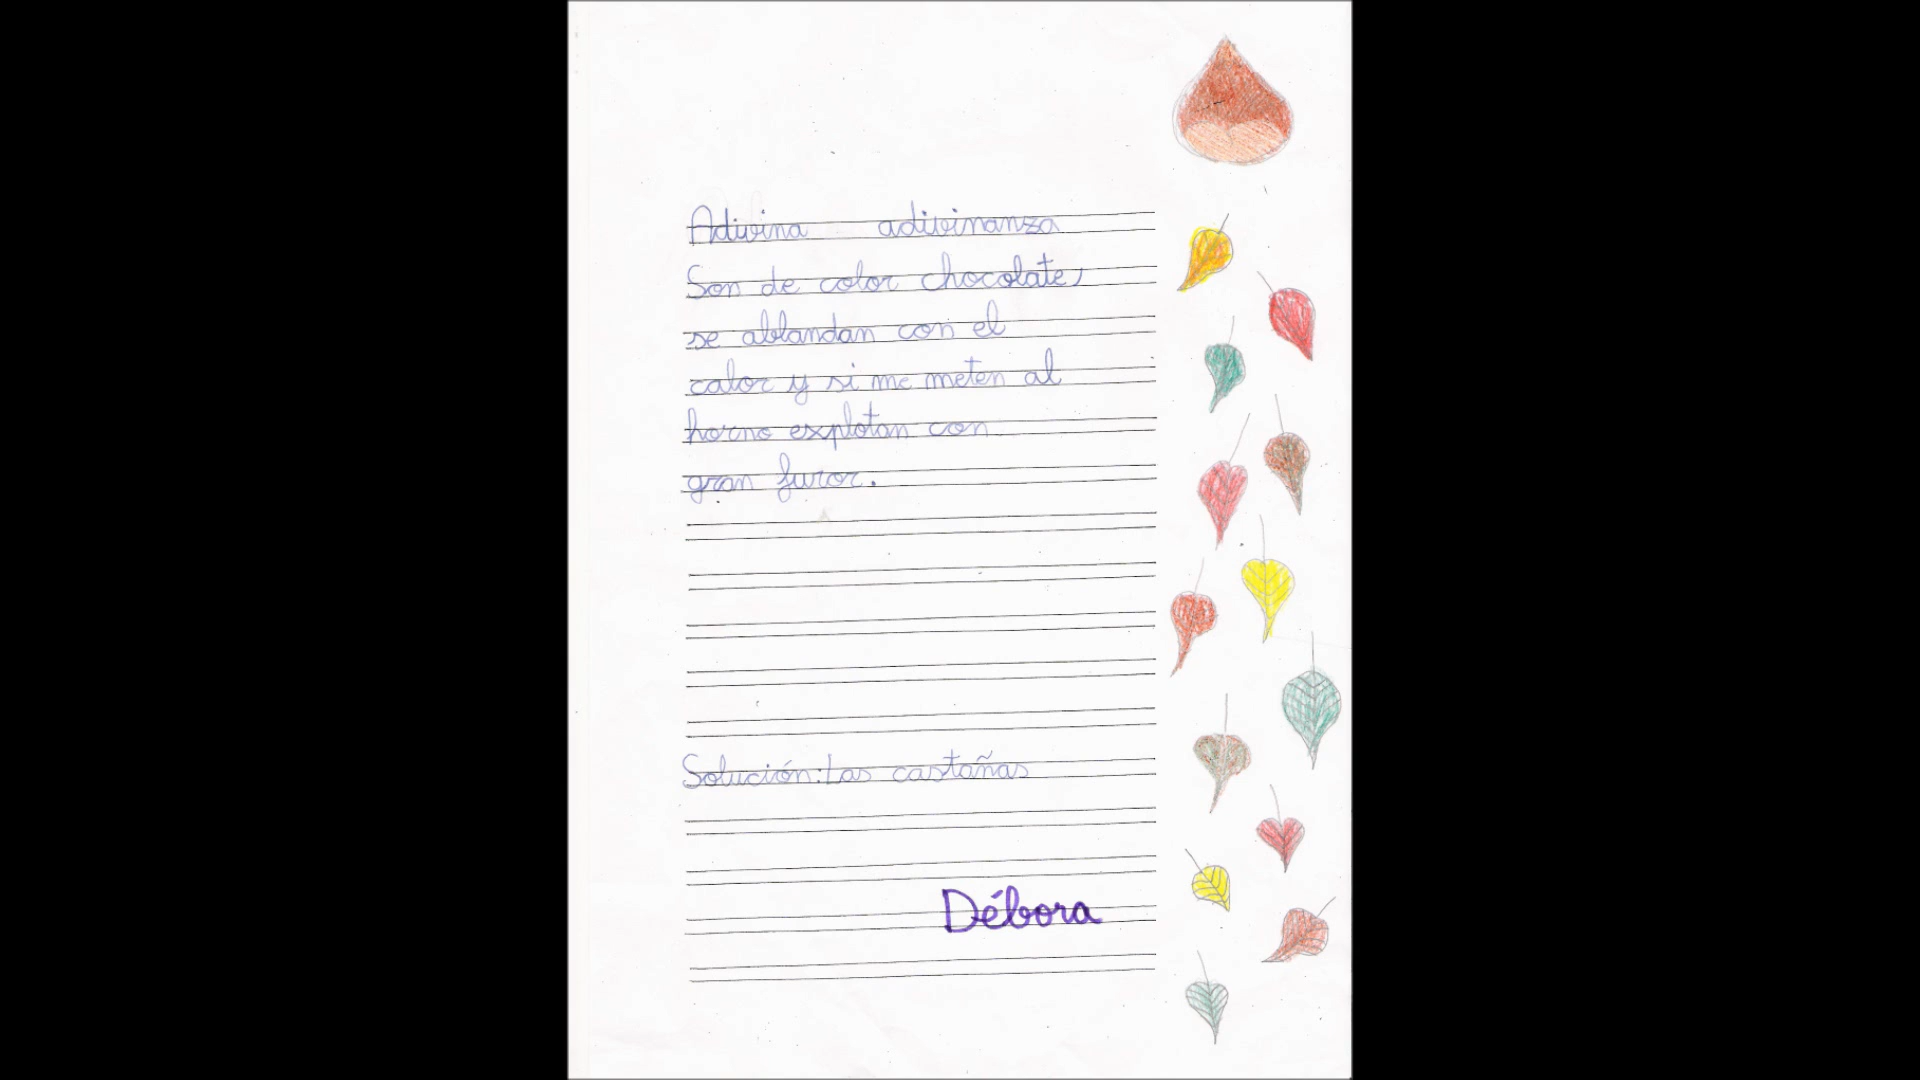 Adivina adivinanza
Son de color chocolate,
se ablandan con el
calor y si me meten al
horno explotan con
gran furor.
Solución: Las castañas
Débora